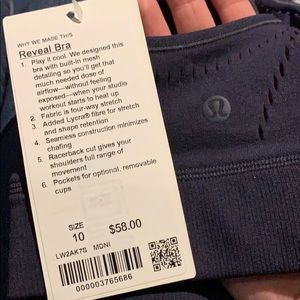 WHY WE MADE THIS
Reveal Bra
1. Play it cool. We designed this
bra with built-in mesh
detailing so you'll get that
much needed dose of
airflow—without feeling
exposed—when your studio
workout starts to heat up
2. Fabric is four-way stretch
3. Added Lycra® fibre for stretch
and shape retention
4. Seamless construction minimizes
chafing
5. Racerback cut gives your
shoulders full range of
movement
6. Pockets for optional, removable
cups
SIZE
10
$58.00
LW2AK7S MDNI
000003765686